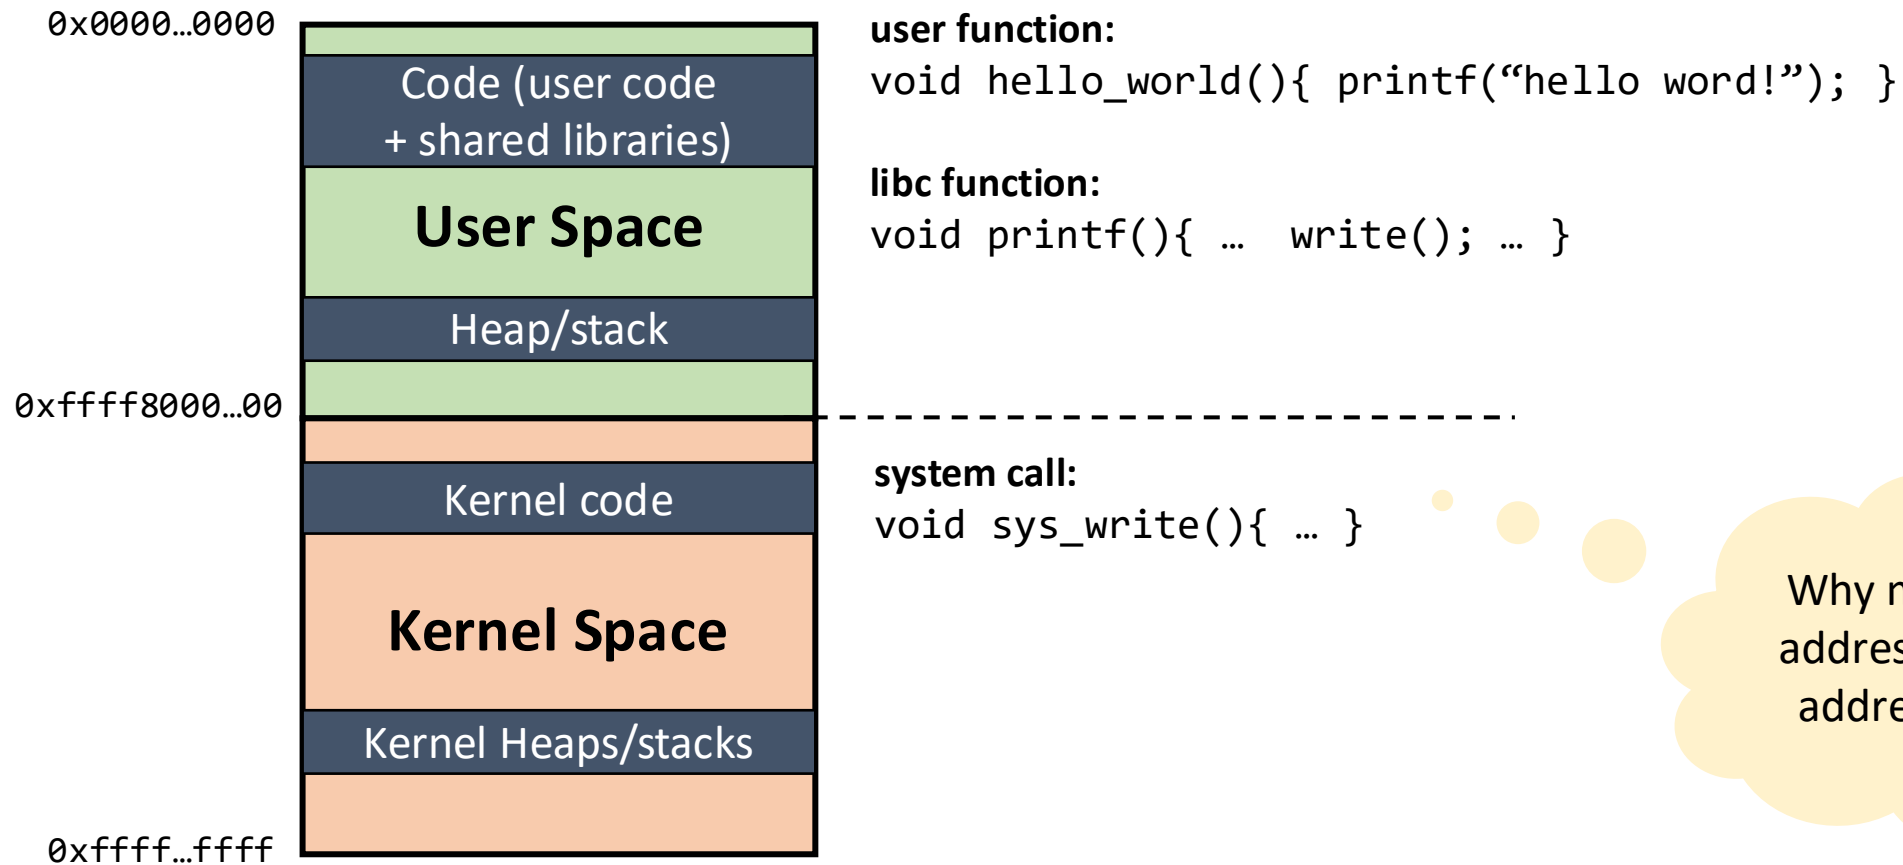 0x0000…0000
Code (user code
+ shared libraries)
User Space
Heap/stack
0xffff8000…00
Kernel code
Kernel Space
Kernel Heaps/stacks
0xffff…ffff
user function:
void hello_world(){ printf(“hello word!”); }
libc function:
void printf(){ … write(); … }
system call:
void sys_write(){ … }
Why